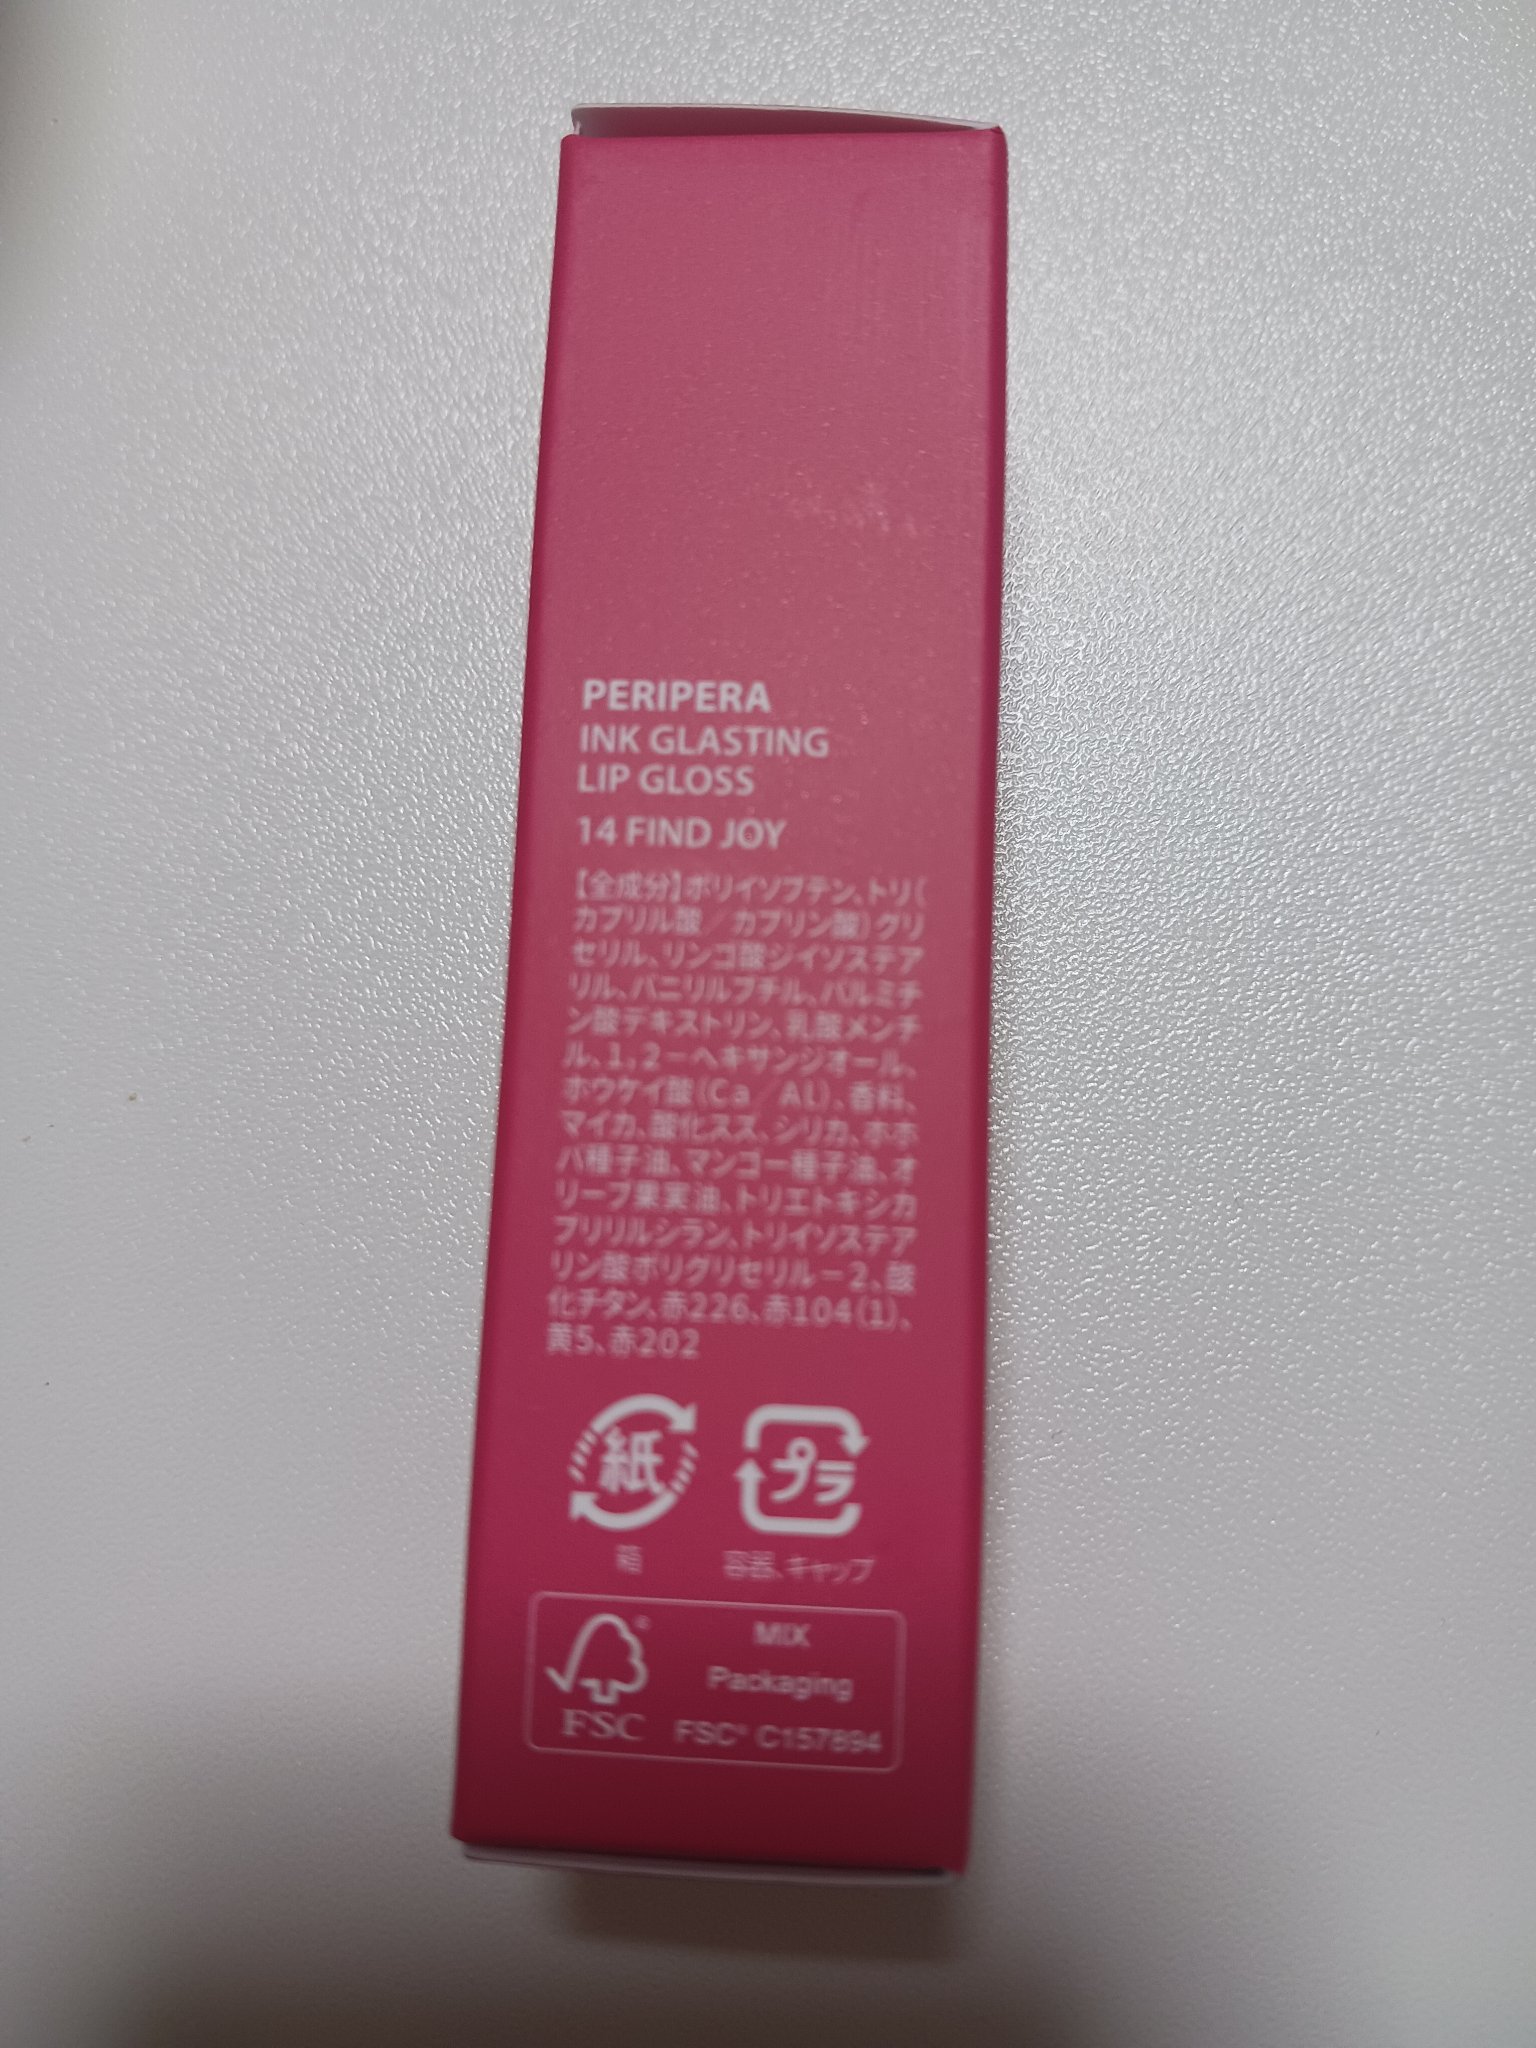 PERIPERA
INK GLASTING
LIP GLOSS
14 FIND JOY
【全成分】ポリイソブテン、トリ(
カプリル酸／カプリン酸)グリ
セリル、リンゴ酸ジイソステア
リル、バニリルブチル、パルミチ
ン酸デキストリン、乳酸メンチ
ル、1,2－ヘキサンジオール、
ホウケイ酸(Ca／Al)、香料、
マイカ、酸化スズ、シリカ、ホホ
バ種子油、マンゴー種子油、オ
リーブ果実油、トリエトキシカ
プリリルシラン、トリイソステア
リン酸ポリグリセリル－2、酸
化チタン、赤226、赤104(1)、
黄5、赤202
紙
プラ
箱
容器、キャップ
FSC
MIX
Packaging
FSC® C157894